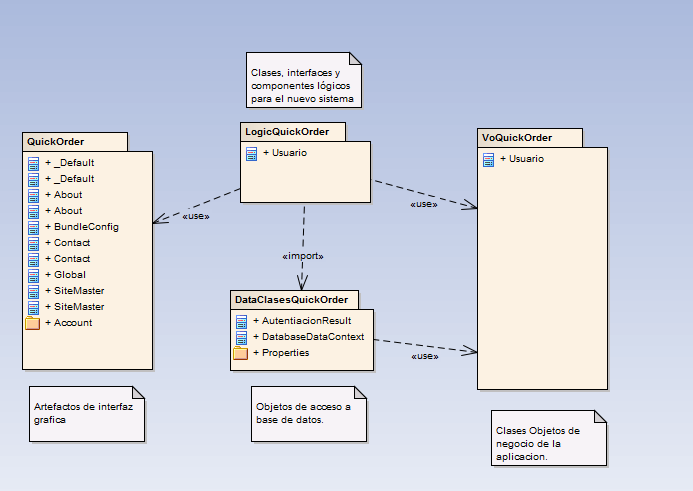 Clases, interfaces y
componentes lógicos
para el nuevo sistema
QuickOrder
+ _Default
+ _Default
+ About
+ About
+ BundleConfig
+ Contact
+ Contact
+ Global
+ SiteMaster
+ SiteMaster
+ Account
LogicQuickOrder
+ Usuario
VoQuickOrder
+ Usuario
«use»
«use»
«import»
DataClasesQuickOrder
+ AutentiacionResult
+ DatabaseDataContext
+ Properties
«use»
Artefactos de interfaz
grafica
Objetos de acceso a
base de datos.
Clases Objetos de
negocio de la
aplicacion.